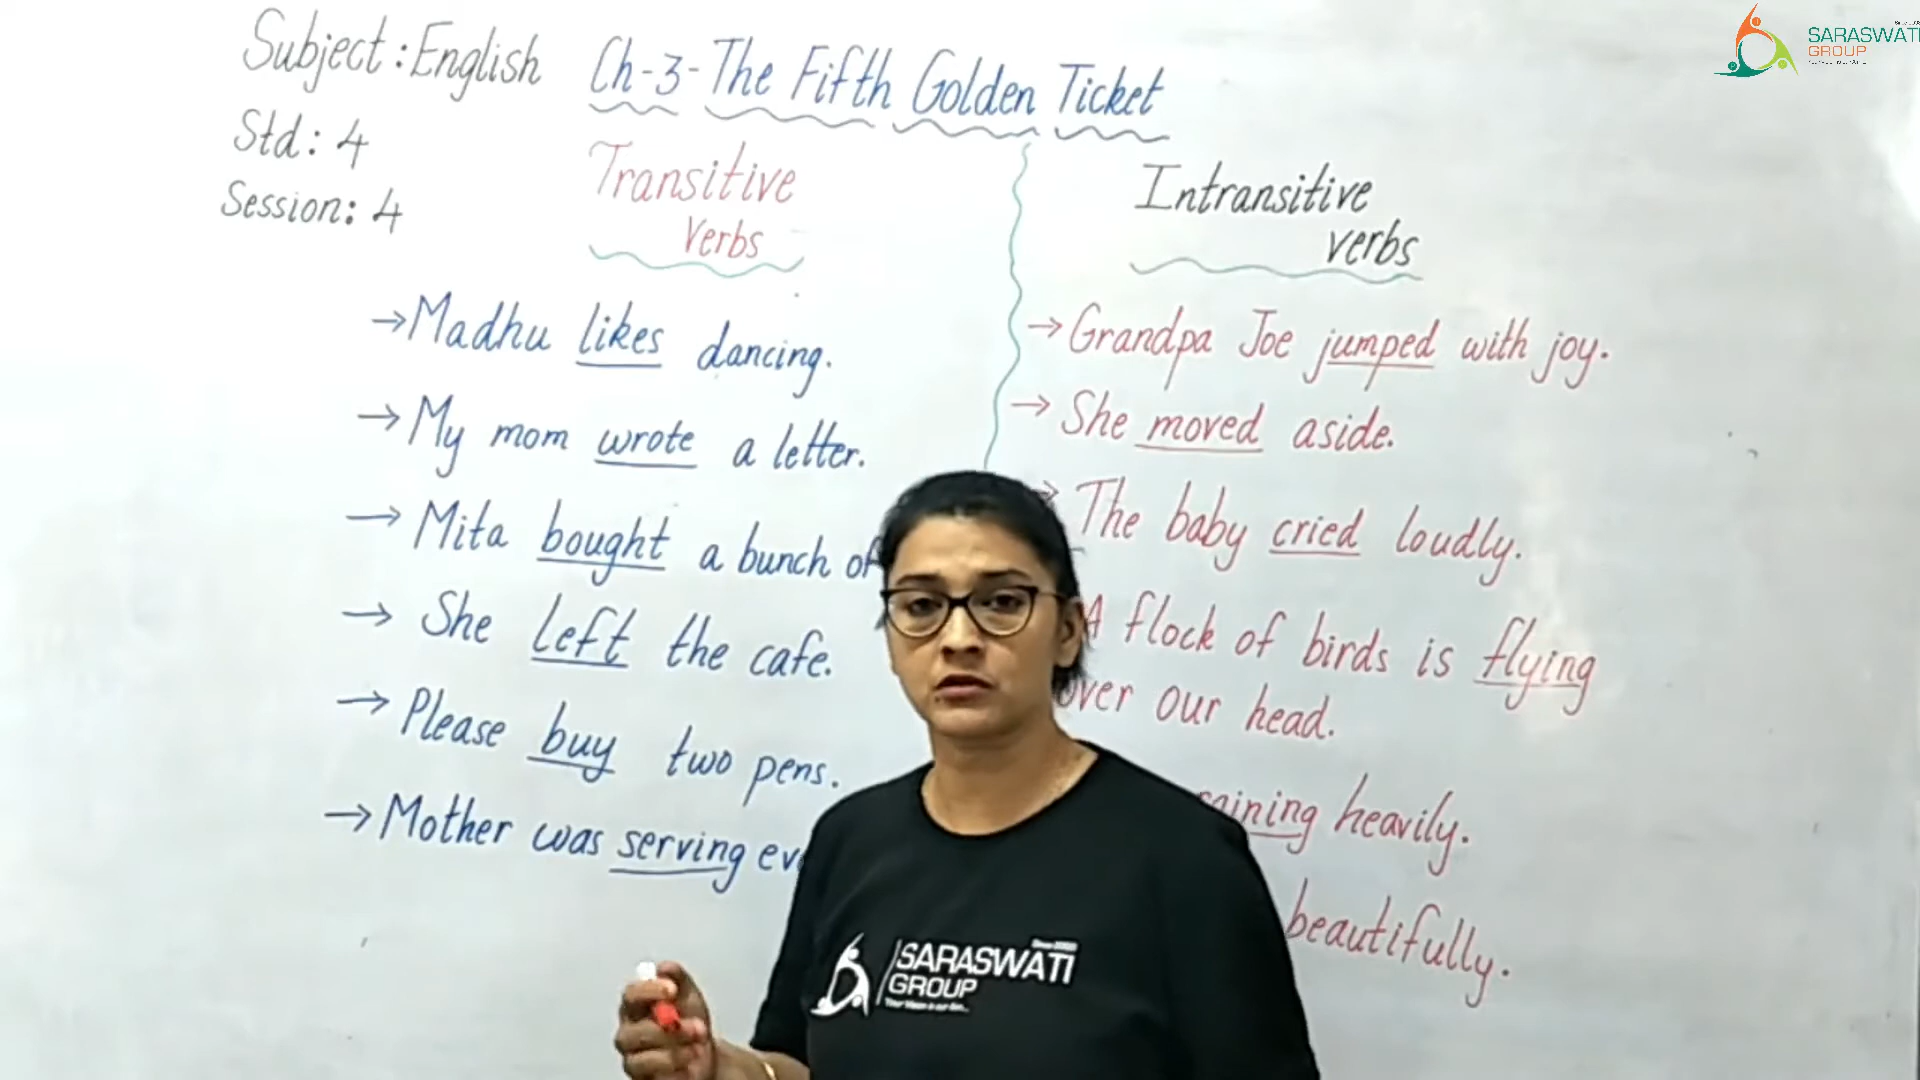 Subject: English
Std: 4
Session: 4
Ch-3-The Fifth Golden Ticket
Transitive
Verbs
→Madhu likes dancing.
→My mom wrote a letter.
→Mita bought a bunch of
→She left the cafe.
→Please buy two pens.
→Mother was serving
Intransitive
verbs
→Grandpa Joe jumped with joy.
→She moved aside.
The baby cried loudly.
A flock of birds is flying
over our head.
heavily.
beautifully.
SARASWATI
GROUP
SARASWATI
GROUP